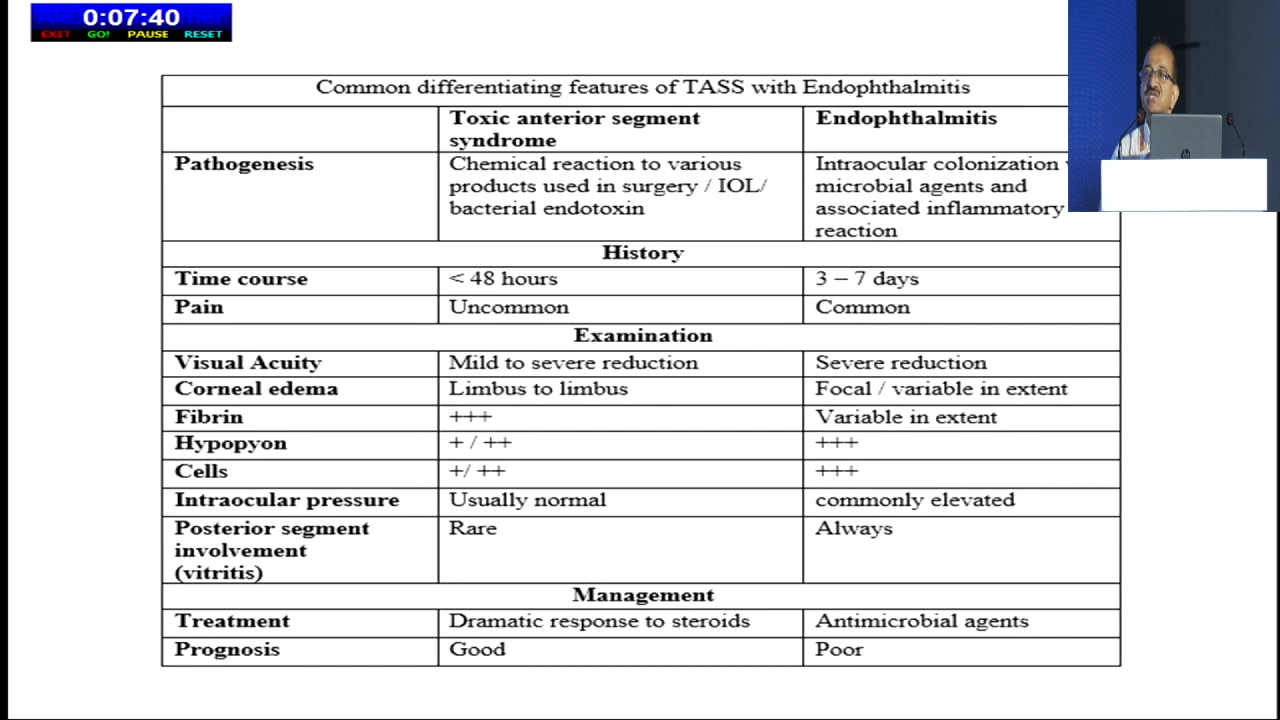 0:07:40
EXIT GO! PAUSE RESET
Common differentiating features of TASS with Endophthalmitis
Toxic anterior segment syndrome Endophthalmitis
Pathogenesis Chemical reaction to various products used in surgery / IOL/ bacterial endotoxin Intraocular colonization microbial agents and associated inflammatory reaction
History
Time course < 48 hours 3 – 7 days
Pain Uncommon Common
Examination
Visual Acuity Mild to severe reduction Severe reduction
Corneal edema Limbus to limbus Focal / variable in extent
Fibrin +++ Variable in extent
Hypopyon + / ++ +++
Cells +/ ++ +++
Intraocular pressure Usually normal commonly elevated
Posterior segment involvement (vitritis) Rare Always
Management
Treatment Dramatic response to steroids Antimicrobial agents
Prognosis Good Poor